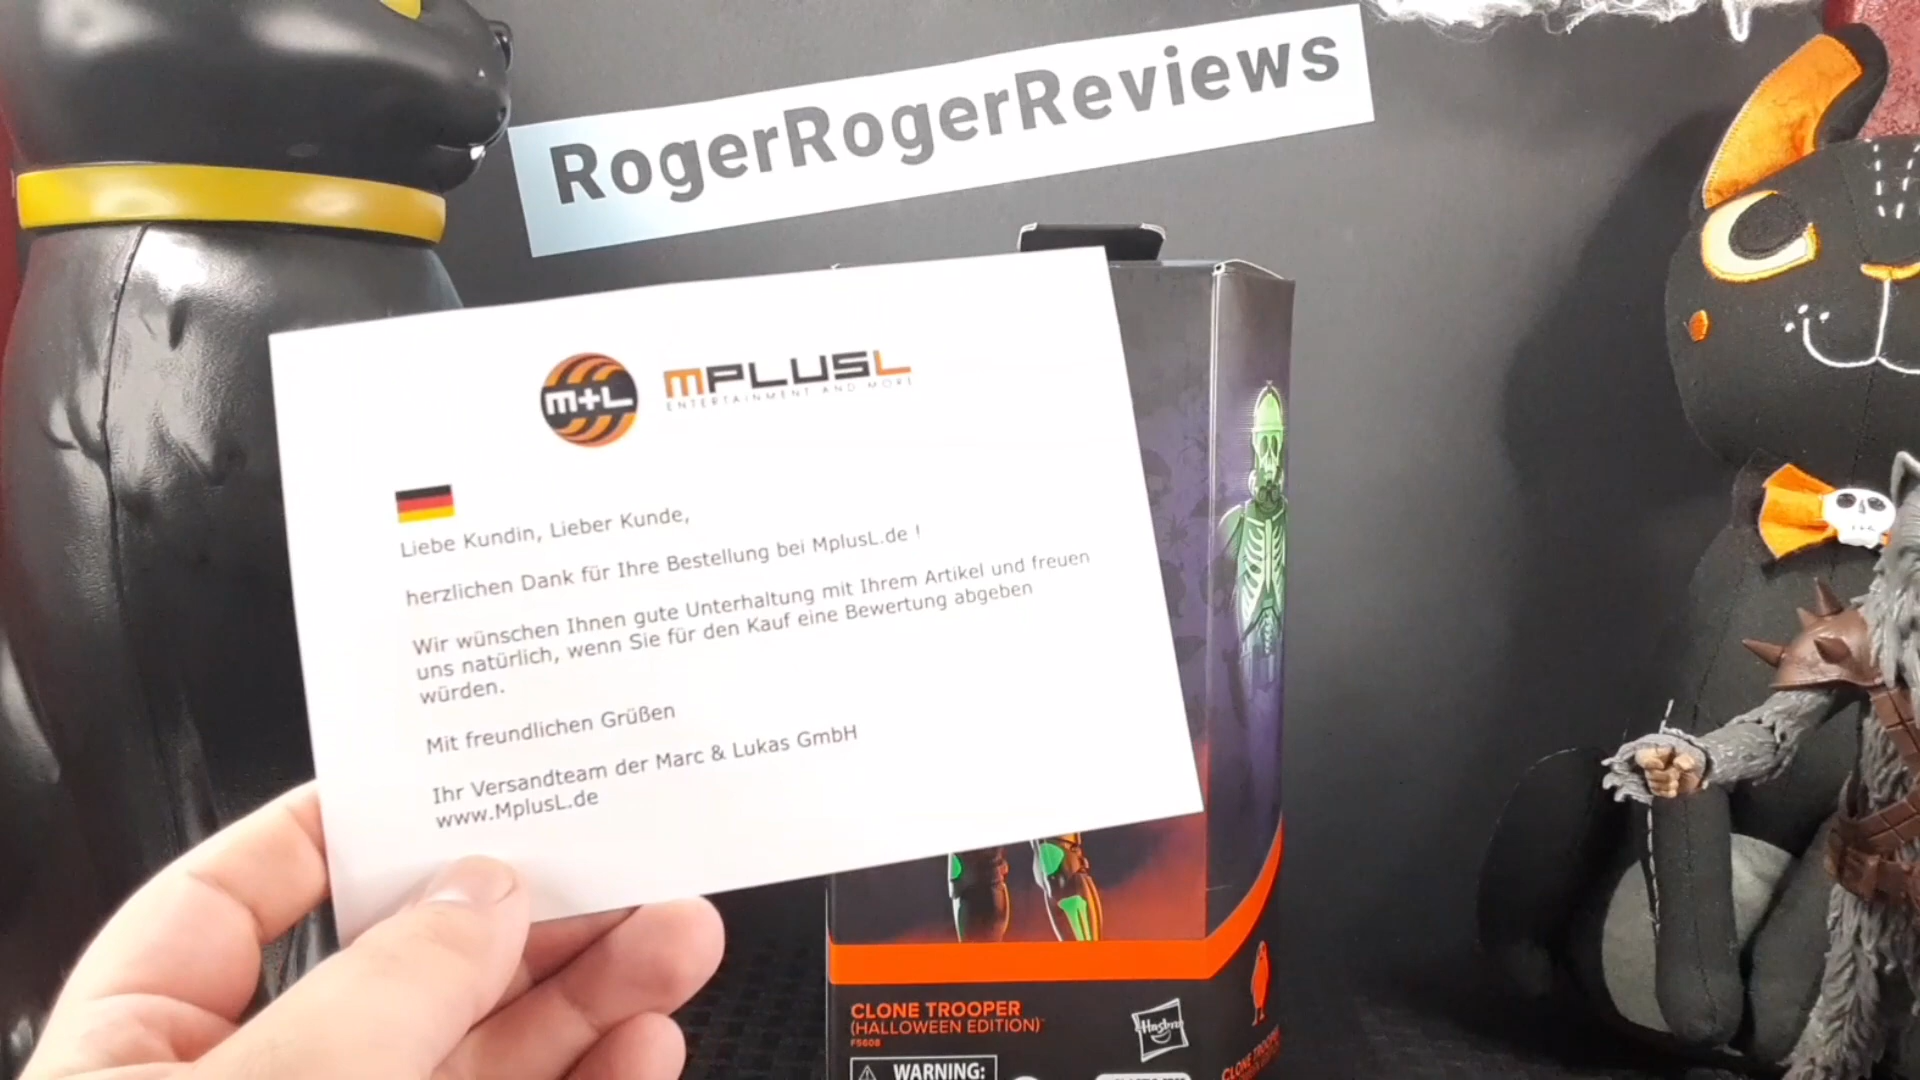 RogerRogerReviews
M+L
MPLUSL
ENTERTAINMENT AND MORE
Liebe Kundin, Lieber Kunde,
herzlichen Dank für Ihre Bestellung bei MplusL.de !
Wir wünschen Ihnen gute Unterhaltung mit Ihrem Artikel und freuen
uns natürlich, wenn Sie für den Kauf eine Bewertung abgeben
würden.
Mit freundlichen Grüßen
Ihr Versandteam der Marc & Lukas GmbH
www.MplusL.de
CLONE TROOPER
(HALLOWEEN EDITION)
F5608
Hasbro
WARNING:
CLONE TROOPER